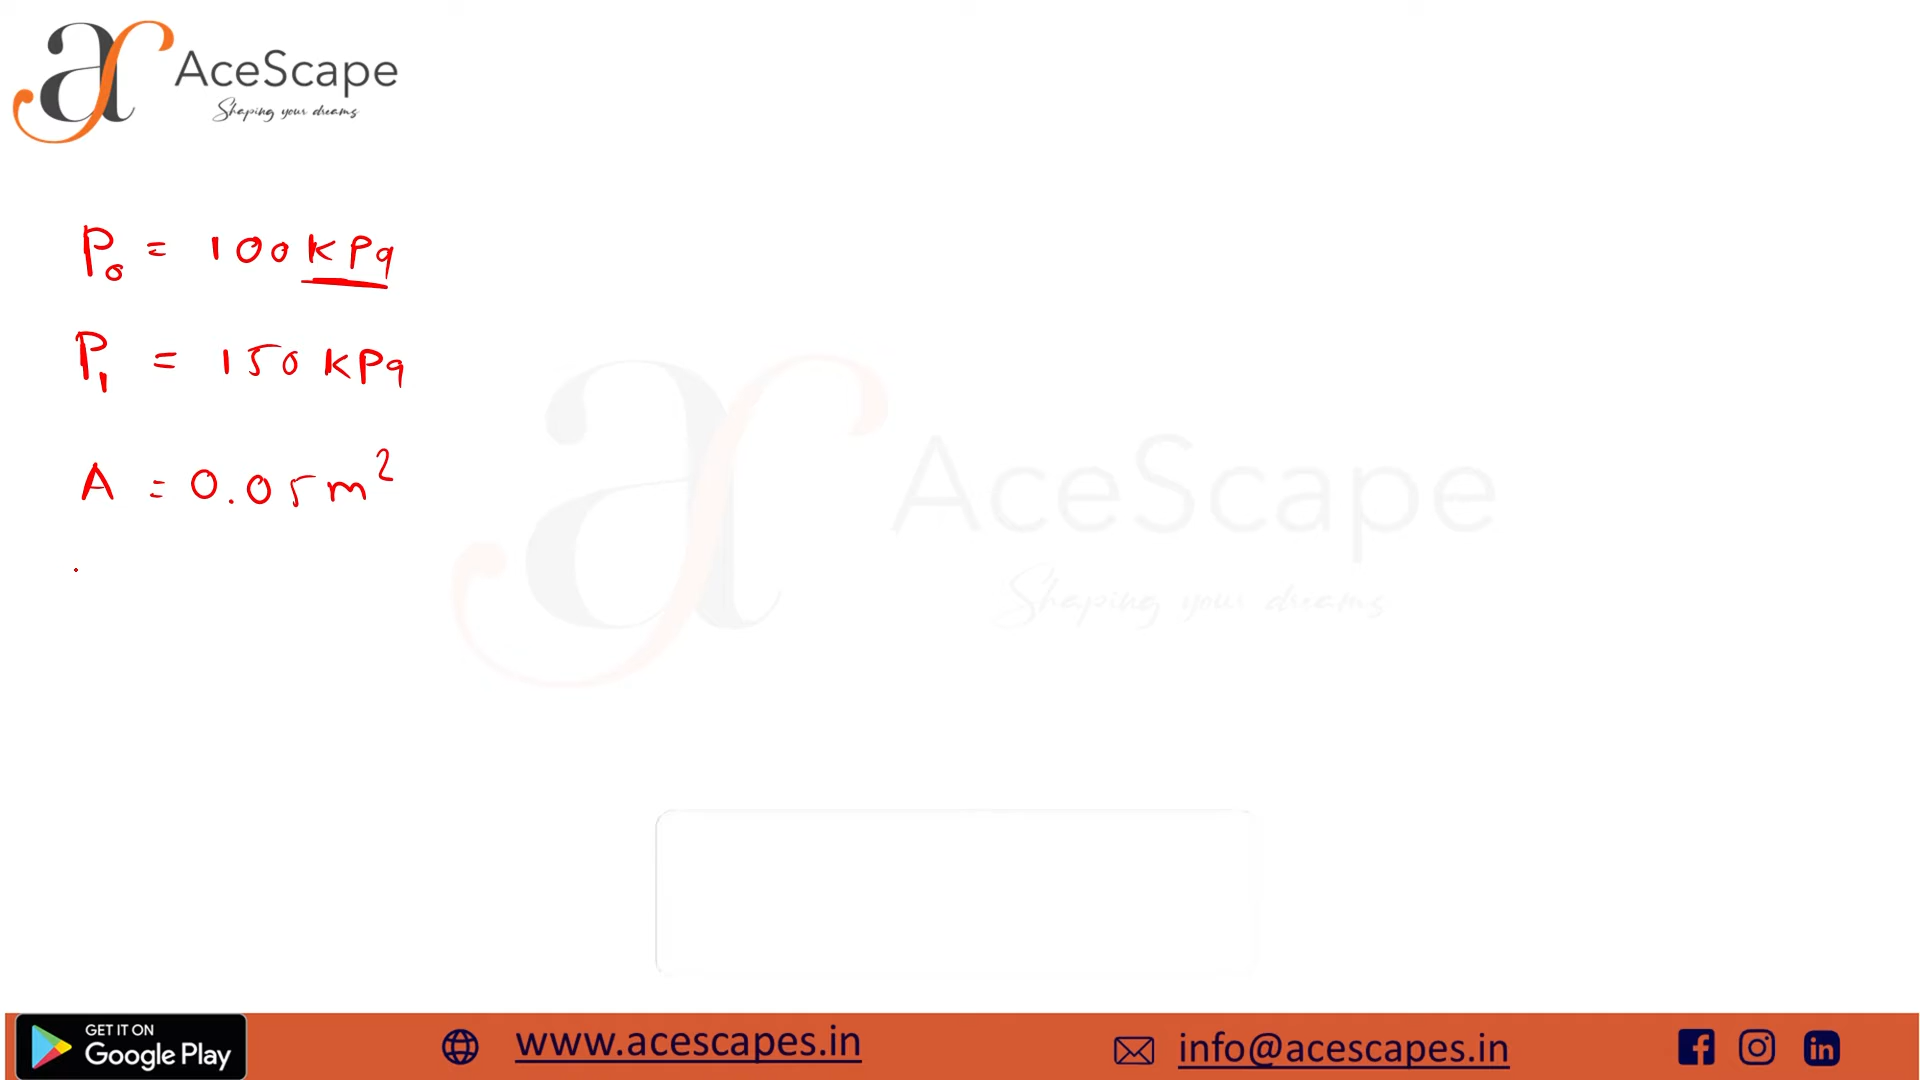 AceScape
Shaping your dreams
P₀ = 100 kPa
P₁ = 150 kPa
A = 0.05 m²
AceScape
Shaping your dreams
GET IT ON
Google Play
www.acescapes.in
info@acescapes.in